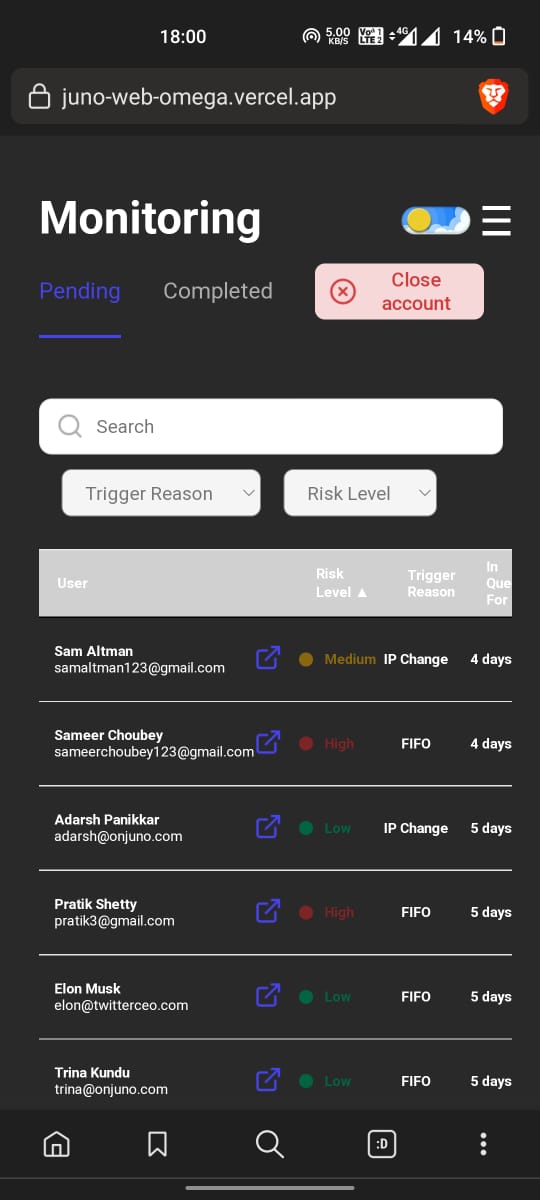 18:00 5.00 KB/S Vo 1 LTE 2 4G 14%
juno-web-omega.vercel.app
Monitoring
Pending Completed Close
account
Search
Trigger Reason Risk Level
User Risk
Level ▲ Trigger
Reason In
Que
For
Sam Altman
samaltman123@gmail.com Medium IP Change 4 days
Sameer Choubey
sameerchoubey123@gmail.com High FIFO 4 days
Adarsh Panikkar
adarsh@onjuno.com Low IP Change 5 days
Pratik Shetty
pratik3@gmail.com High FIFO 5 days
Elon Musk
elon@twitterceo.com Low FIFO 5 days
Trina Kundu
trina@onjuno.com Low FIFO 5 days
:D